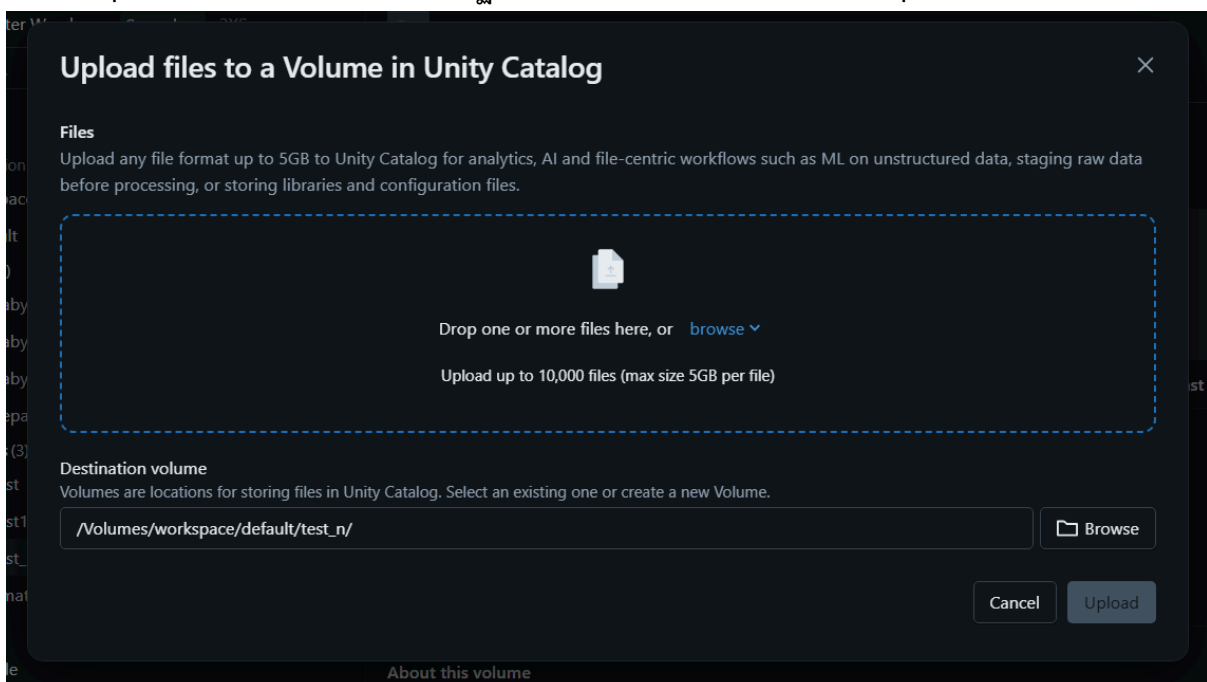 Upload files to a Volume in Unity Catalog
Files
Upload any file format up to 5GB to Unity Catalog for analytics, AI and file-centric workflows such as ML on unstructured data, staging raw data
before processing, or storing libraries and configuration files.
Drop one or more files here, or browse
Upload up to 10,000 files (max size 5GB per file)
Destination volume
Volumes are locations for storing files in Unity Catalog. Select an existing one or create a new Volume.
/Volumes/workspace/default/test_n/
Browse
Cancel
Upload
About this volume